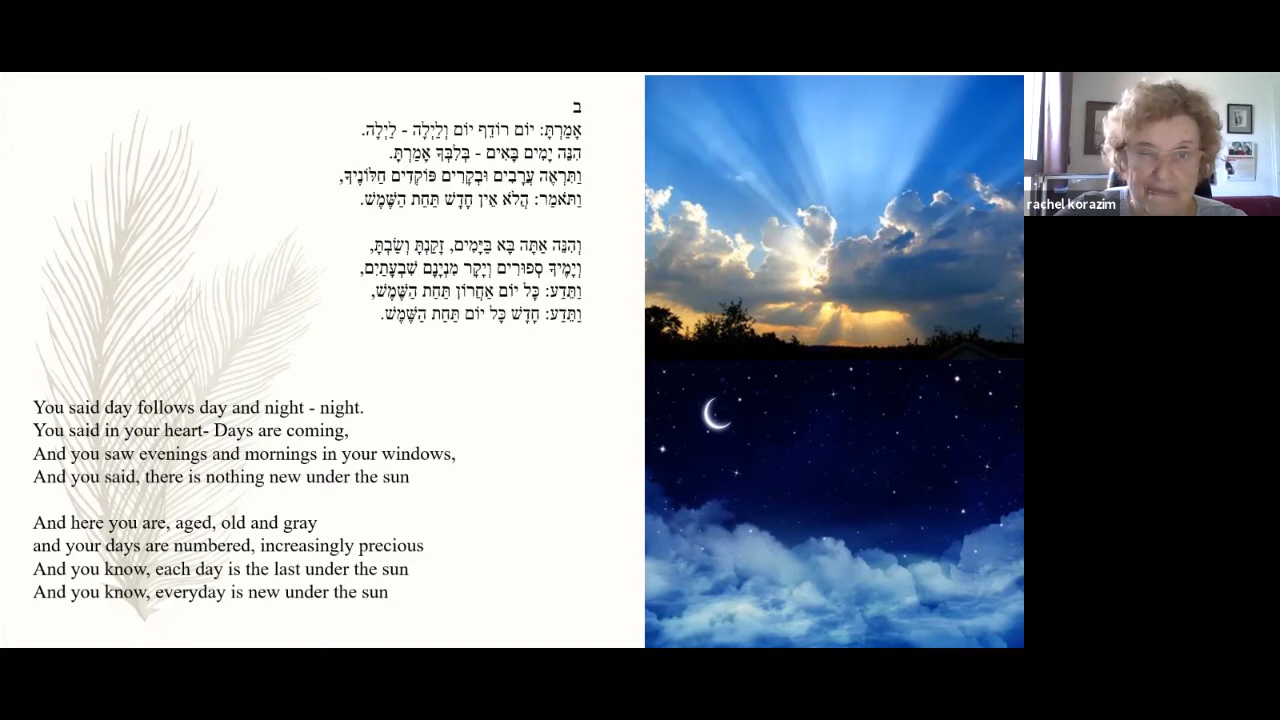 ב
אָמַרְתָּ: יוֹם רוֹדֵף יוֹם וְלַיְלָה - לַיְלָה.
הִנֵּה יָמִים בָּאִים - בְּלִבְּךָ אָמַרְתָּ.
וַתִּרְאֶה עֲרָבִים וּבְקָרִים פּוֹקְדִים חַלּוֹנֶיךָ,
וַתֹּאמַר: הֲלֹא אֵין חָדָשׁ תַּחַת הַשֶּׁמֶשׁ.
וְהִנֵּה אַתָּה בָּא בַּיָּמִים, זָקַנְתָּ וְשַׂבְתָּ,
וְיָמֶיךָ סְפוּרִים וְיָקָר מִנְיָנָם שִׁבְעָתַיִם,
וַתֵּדַע: כָּל יוֹם אַחֲרוֹן תַּחַת הַשֶּׁמֶשׁ,
וַתֵּדַע: חָדָשׁ כָּל יוֹם תַּחַת הַשֶּׁמֶשׁ.
You said day follows day and night - night.
You said in your heart- Days are coming,
And you saw evenings and mornings in your windows,
And you said, there is nothing new under the sun
And here you are, aged, old and gray
and your days are numbered, increasingly precious
And you know, each day is the last under the sun
And you know, everyday is new under the sun
rachel korazim